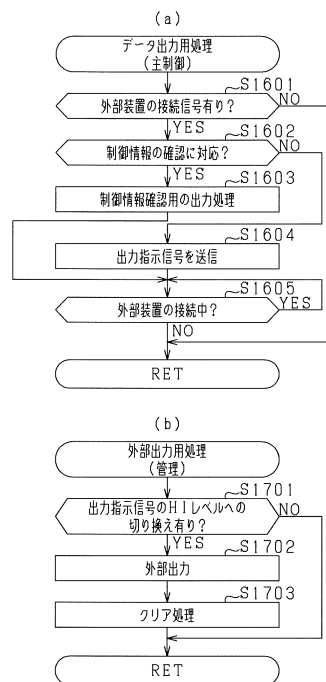 (a)
データ出力用処理
(主制御)
S1601
外部装置の接続信号有り?
NO
YES
S1602
制御情報の確認に対応?
NO
YES
S1603
制御情報確認用の出力処理
S1604
出力指示信号を送信
S1605
外部装置の接続中?
YES
NO
RET
(b)
外部出力用処理
(管理)
S1701
出力指示信号のHIレベルへの
切り換え有り?
NO
YES
S1702
外部出力
S1703
クリア処理
RET